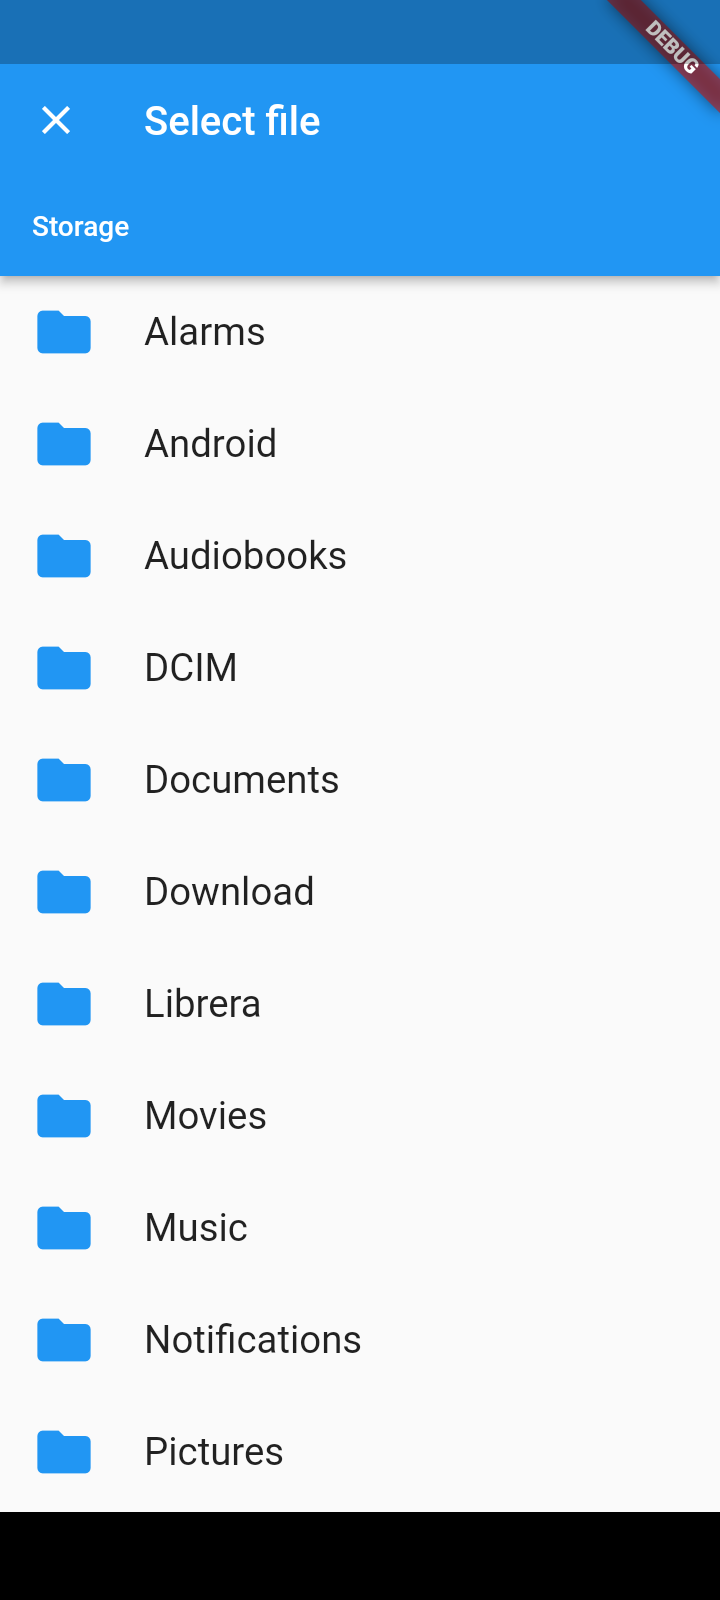 DEBUG
Select file
Storage
Alarms
Android
Audiobooks
DCIM
Documents
Download
Librera
Movies
Music
Notifications
Pictures